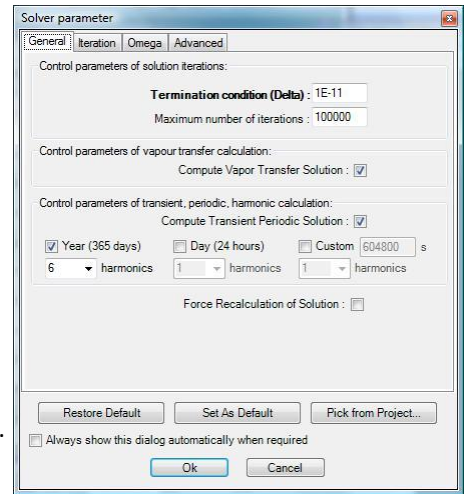 Solver parameter
General Iteration Omega Advanced
Control parameters of solution iterations:
Termination condition (Delta) : 1E-11
Maximum number of iterations : 100000
Control parameters of vapour transfer calculation:
Compute Vapor Transfer Solution :
Control parameters of transient, periodic, harmonic calculation:
Compute Transient Periodic Solution :
Year (365 days) Day (24 hours) Custom 604800 s
6 harmonics 1 harmonics 1 harmonics
Force Recalculation of Solution :
Restore Default Set As Default Pick from Project...
Always show this dialog automatically when required
Ok Cancel